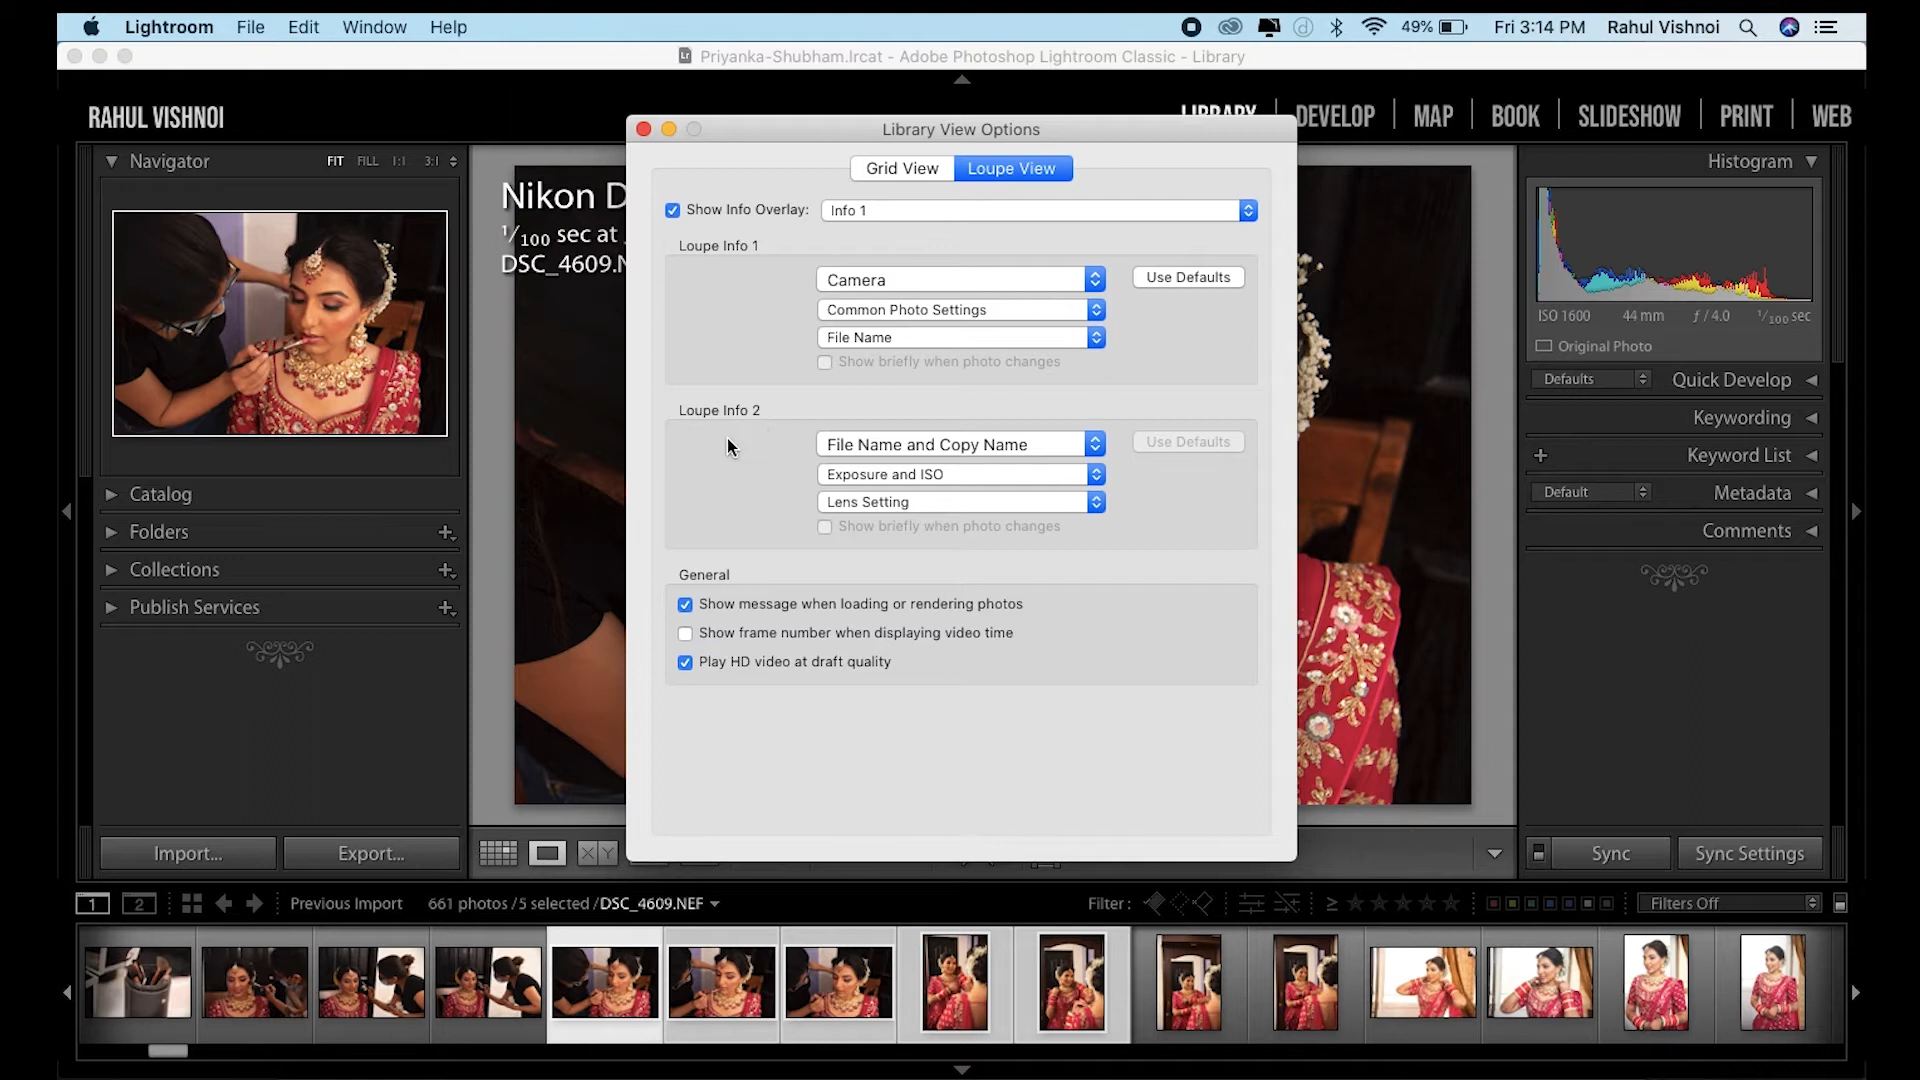 Lightroom File Edit Window Help 49% Fri 3:14 PM Rahul Vishnoi
Lr Priyanka-Shubham.lrcat - Adobe Photoshop Lightroom Classic - Library
RAHUL VISHNOI
LIBRARY | DEVELOP | MAP | BOOK | SLIDESHOW | PRINT | WEB
Library View Options
Navigator FIT FILL 1:1 3:1
Histogram
Grid View Loupe View
Nikon D
1/100 sec at
DSC_4609.N
Show Info Overlay: Info 1
Loupe Info 1
Camera Use Defaults
Common Photo Settings
File Name
Show briefly when photo changes
Loupe Info 2
File Name and Copy Name Use Defaults
Exposure and ISO
Lens Setting
Show briefly when photo changes
General
Show message when loading or rendering photos
Show frame number when displaying video time
Play HD video at draft quality
ISO 1600 44 mm ƒ / 4.0 1/100 sec
Original Photo
Defaults Quick Develop
Keywording
+ Keyword List
Default Metadata
Comments
Catalog
Folders +
Collections +
Publish Services +
Import... Export... X Y Sync Sync Settings
1 2 Previous Import 661 photos / 5 selected / DSC_4609.NEF Filter : ≥ Filters Off